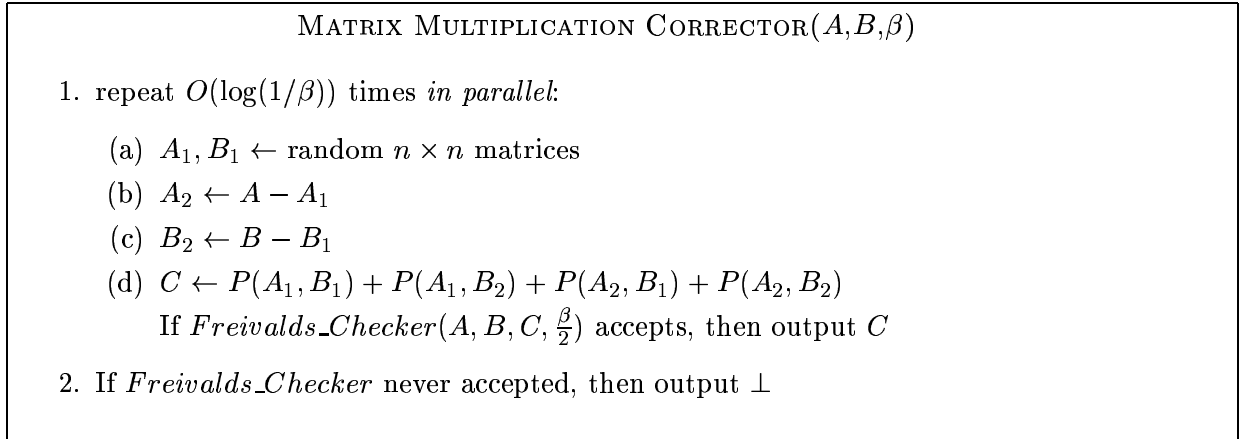 MATRIX MULTIPLICATION CORRECTOR(A,B,β)
1. repeat O(log(1/β)) times in parallel:
(a) A₁, B₁ ← random n × n matrices
(b) A₂ ← A − A₁
(c) B₂ ← B − B₁
(d) C ← P(A₁, B₁) + P(A₁, B₂) + P(A₂, B₁) + P(A₂, B₂)
If Freivalds_Checker(A, B, C, β/2) accepts, then output C
2. If Freivalds_Checker never accepted, then output ⊥